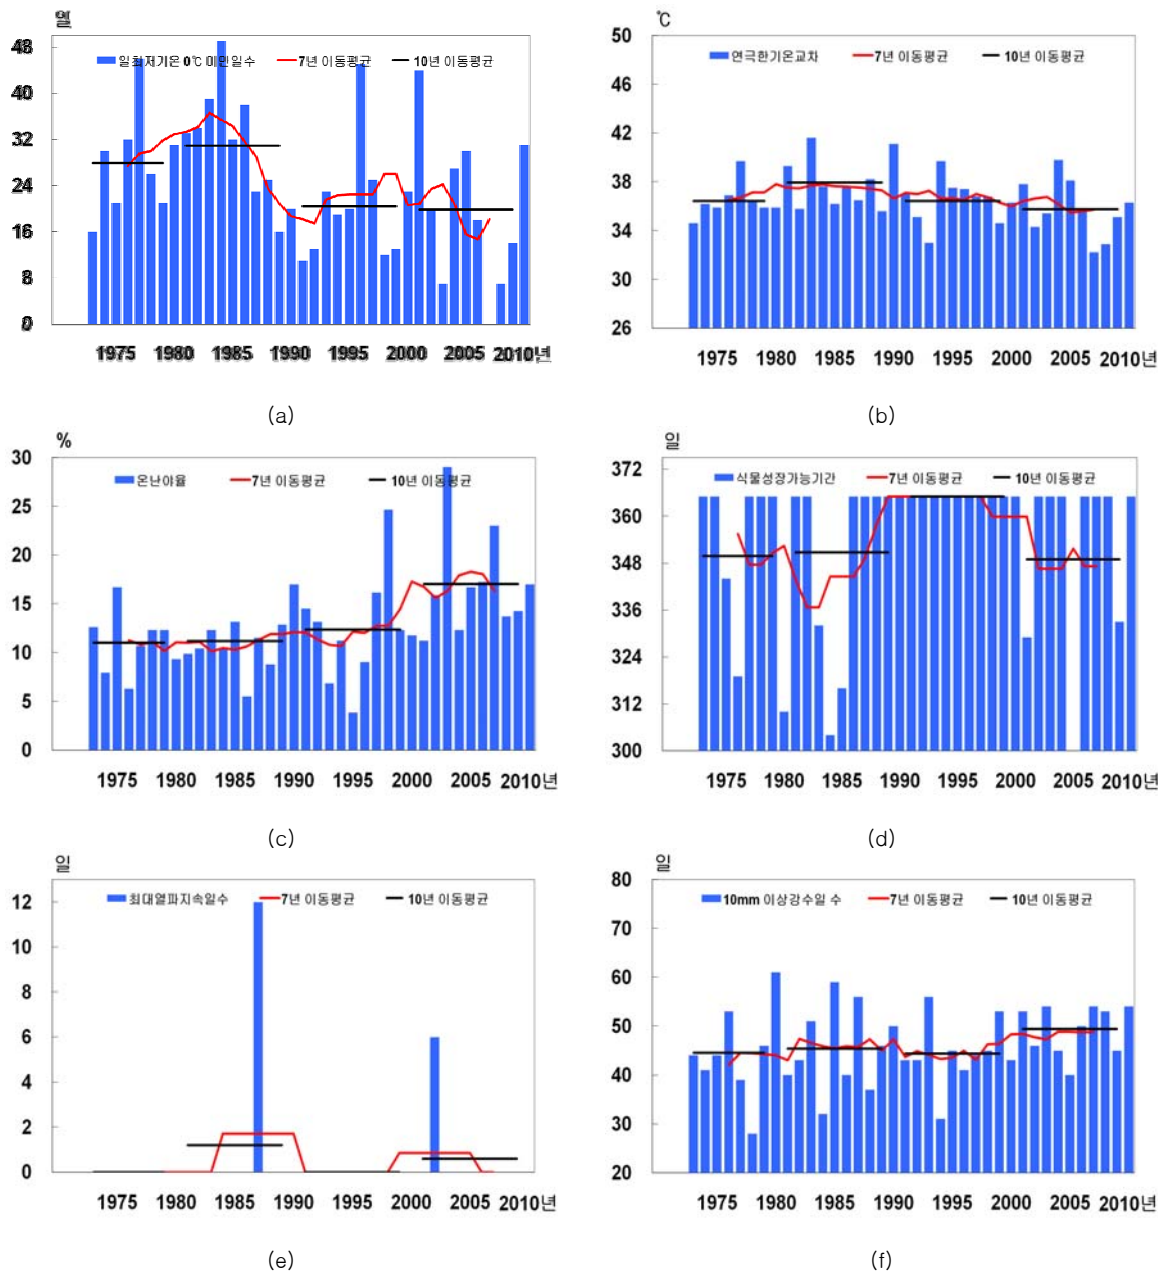 ℃
일최저기온 0℃ 미만일수 7년 이동평균 10년 이동평균
48
40
32
24
16
8
0
1975 1980 1985 1990 1995 2000 2005 2010년
(a)
연극한기온교차 7년 이동평균 10년 이동평균
50
46
42
38
34
30
26
1975 1980 1985 1990 1995 2000 2005 2010년
(b)
%
온난야율 7년 이동평균 10년 이동평균
30
25
20
15
10
5
0
1975 1980 1985 1990 1995 2000 2005 2010년
(c)
일
식물성장가능기간 7년 이동평균 10년 이동평균
372
360
348
336
324
312
300
1975 1980 1985 1990 1995 2000 2005 2010년
(d)
일
최대열파지속일수 7년 이동평균 10년 이동평균
12
10
8
6
4
2
0
1975 1980 1985 1990 1995 2000 2005 2010년
(e)
일
10mm 이상강수일 수 7년 이동평균 10년 이동평균
80
70
60
50
40
30
20
1975 1980 1985 1990 1995 2000 2005 2010년
(f)